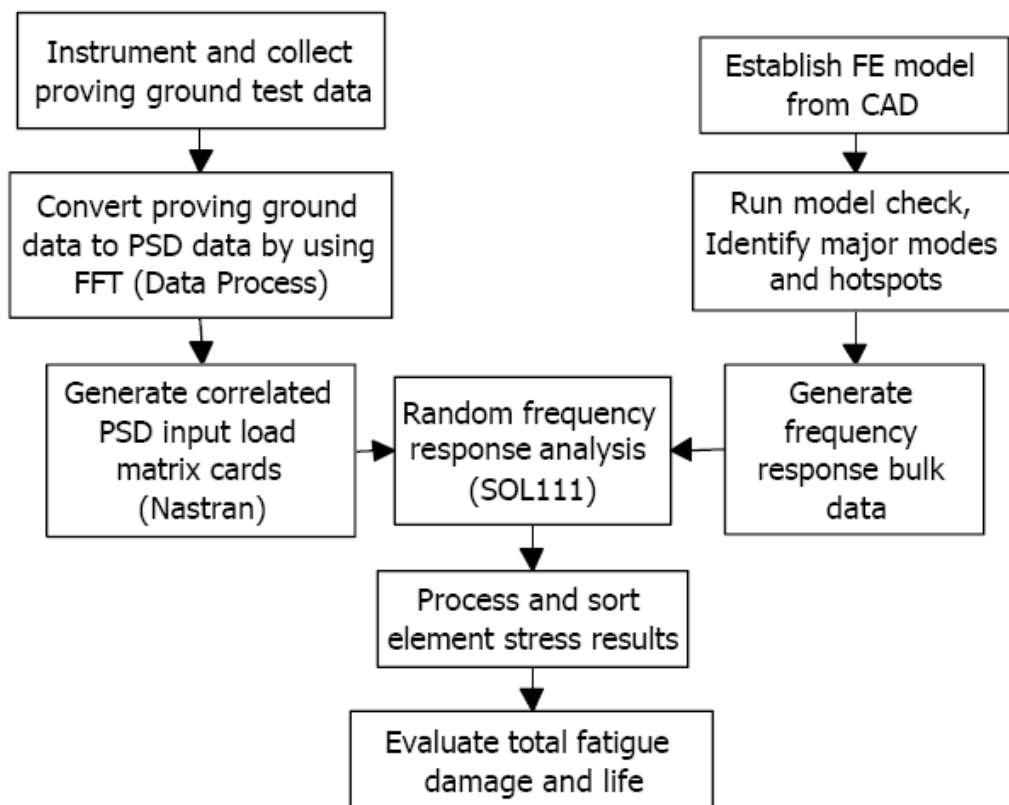 Instrument and collect
proving ground test data
Establish FE model
from CAD
Convert proving ground
data to PSD data by using
FFT (Data Process)
Run model check,
Identify major modes
and hotspots
Generate correlated
PSD input load
matrix cards
(Nastran)
Random frequency
response analysis
(SOL111)
Generate
frequency
response bulk
data
Process and sort
element stress results
Evaluate total fatigue
damage and life